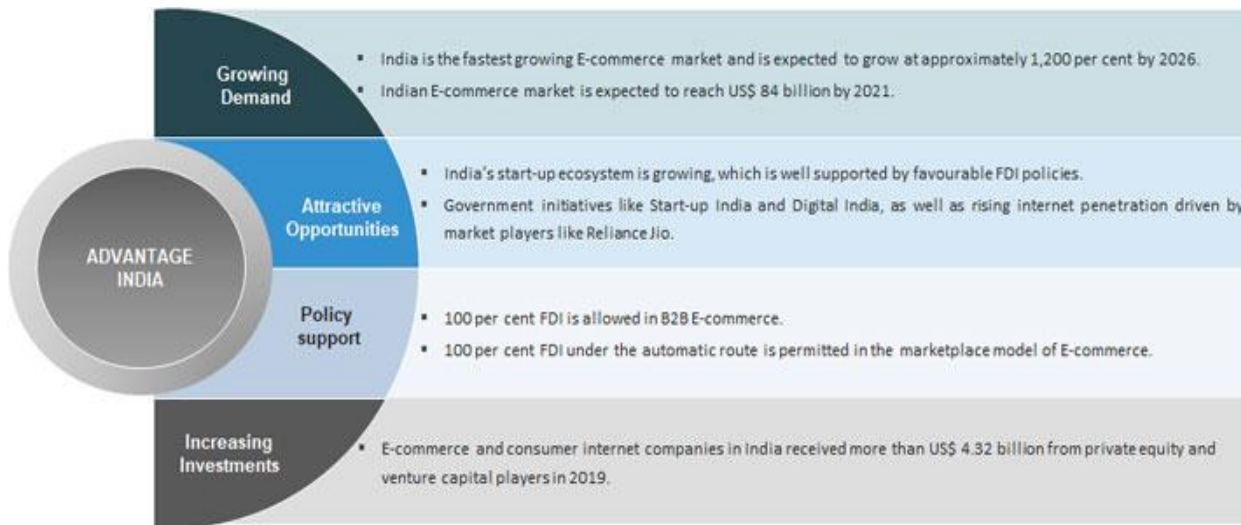 ADVANTAGE
INDIA
Growing
Demand
▪ India is the fastest growing E-commerce market and is expected to grow at approximately 1,200 per cent by 2026.
▪ Indian E-commerce market is expected to reach US$ 84 billion by 2021.
Attractive
Opportunities
▪ India's start-up ecosystem is growing, which is well supported by favourable FDI policies.
▪ Government initiatives like Start-up India and Digital India, as well as rising internet penetration driven by
market players like Reliance Jio.
Policy
support
▪ 100 per cent FDI is allowed in B2B E-commerce.
▪ 100 per cent FDI under the automatic route is permitted in the marketplace model of E-commerce.
Increasing
Investments
▪ E-commerce and consumer internet companies in India received more than US$ 4.32 billion from private equity and
venture capital players in 2019.